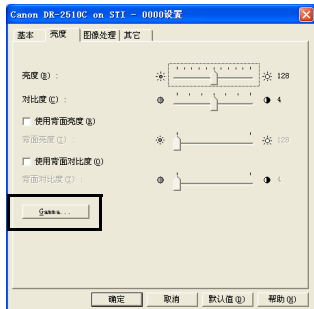 Canon DR-2510C on STI - 0000设置
基本 亮度 图像处理 其它
亮度(B) : 128
对比度(C) : 4
使用背面亮度(K)
背面亮度(I) : 128
使用背面对比度(O)
背面对比度(T) : 4
Gamma...
确定 取消 默认值(D) 帮助(H)